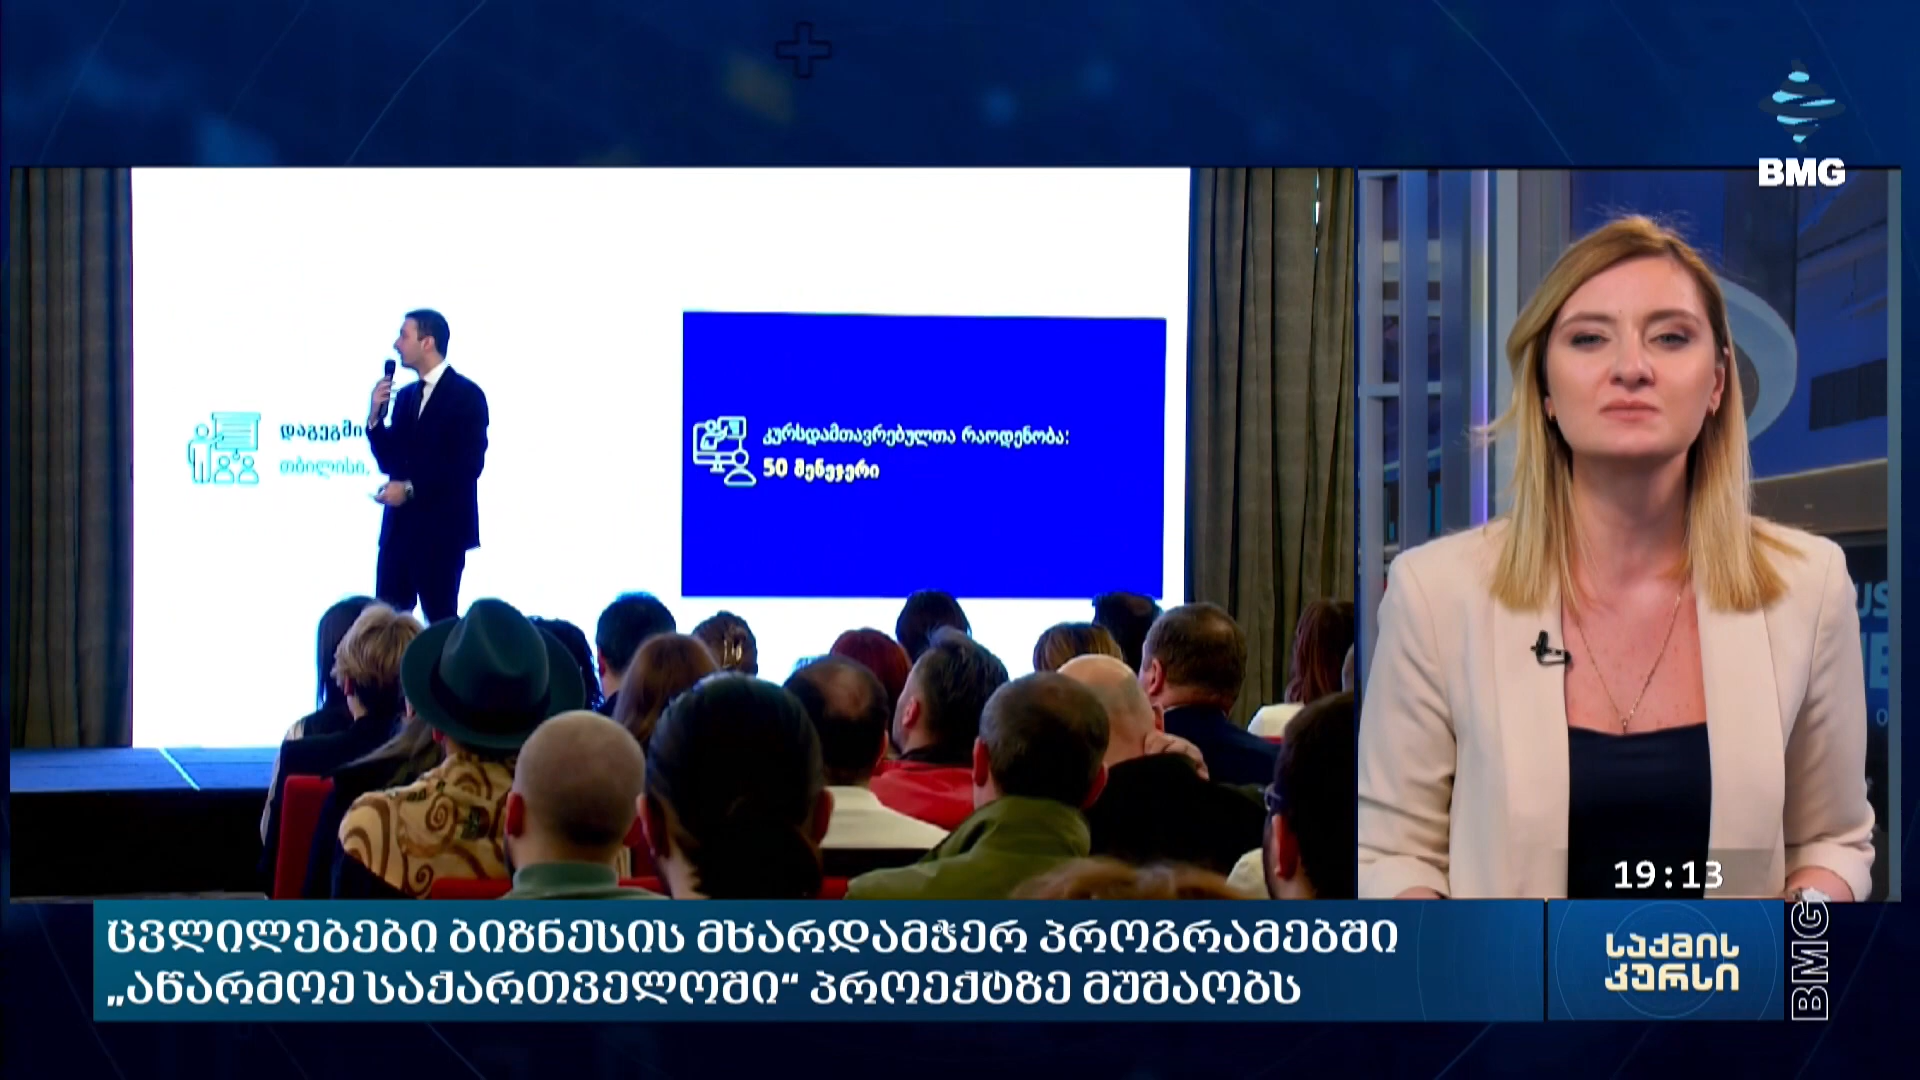 BMG
დაგეგმი
თბილისი,
კურსდამთავრებულთა რაოდენობა:
50 მენეჯერი
19:13
ცვლილებები ბიზნესის მხარდამჭერ პროგრამებში
„აწარმოე საქართველოში“ პროექტზე მუშაობს
საქმის
კურსი
BMG